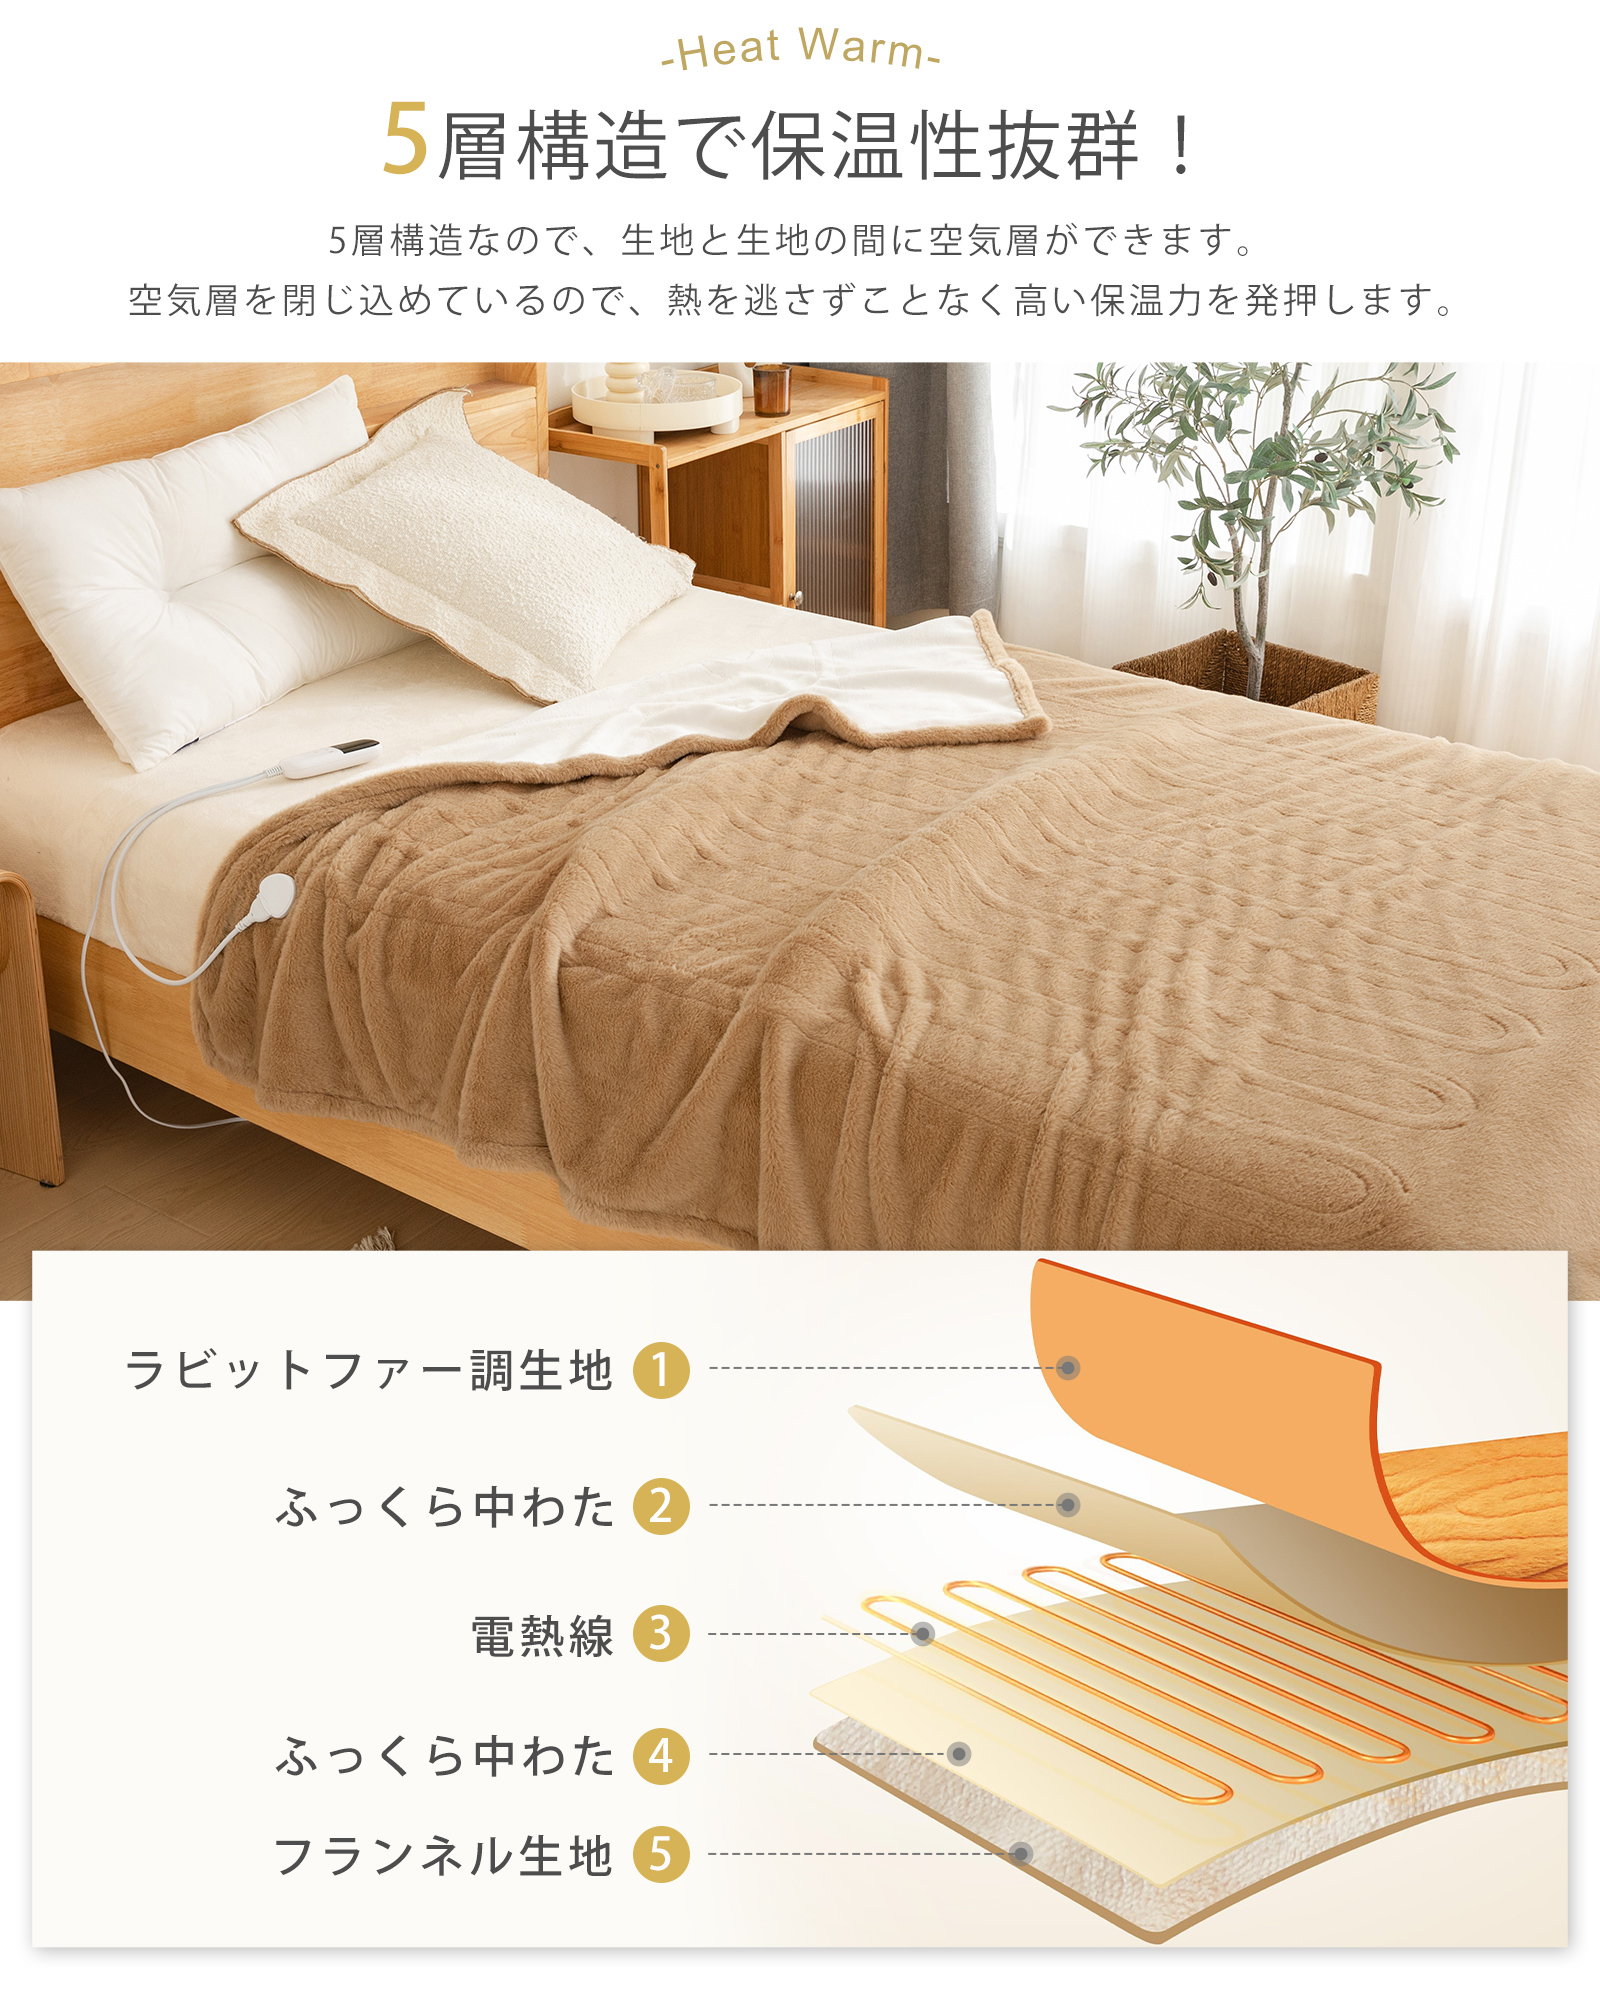 -Heat Warm-
5層構造で保温性抜群！
5層構造なので、生地と生地の間に空気層ができます。
空気層を閉じ込めているので、熱を逃さずことなく高い保温力を発押します。
ラビットファー調生地 1
ふっくら中わた 2
電熱線 3
ふっくら中わた 4
フランネル生地 5